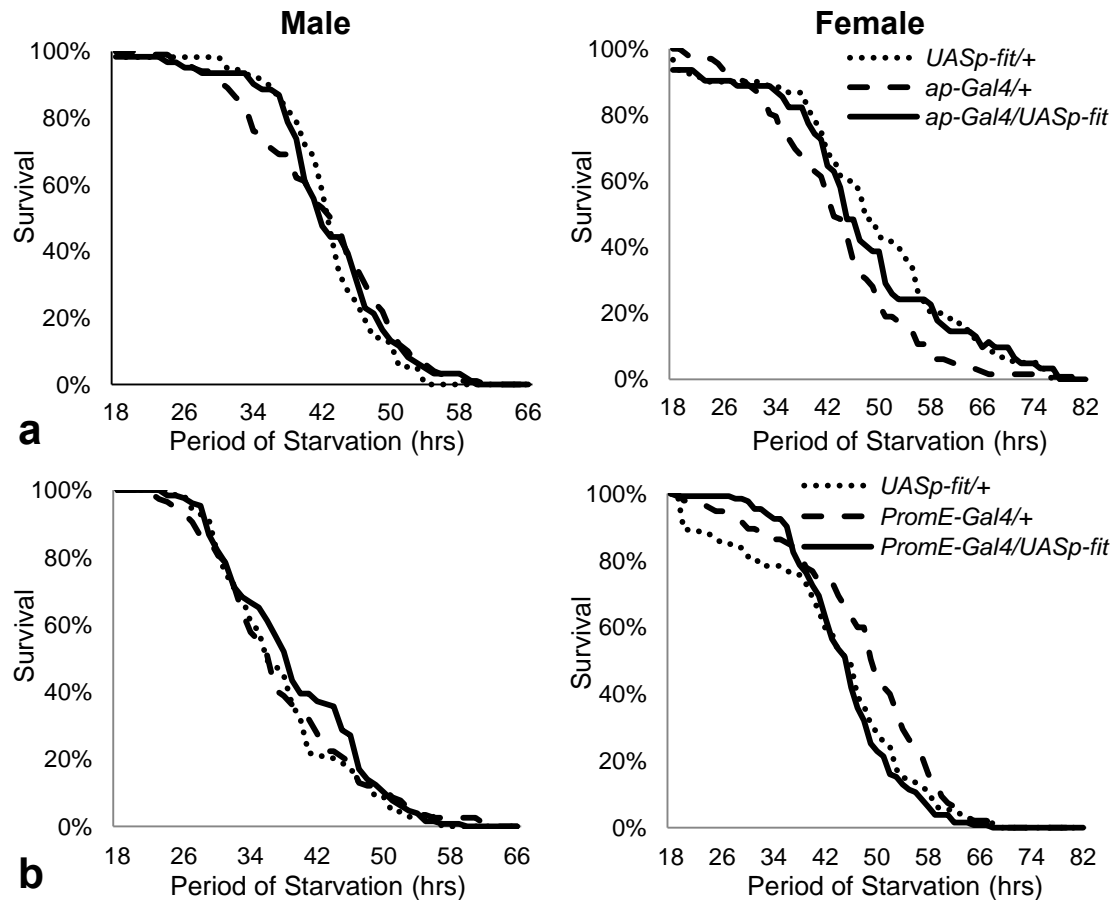 Male
Female
100%
80%
60%
40%
20%
0%
Survival
18 26 34 42 50 58 66
Period of Starvation (hrs)
100%
80%
60%
40%
20%
0%
Survival
18 26 34 42 50 58 66 74 82
Period of Starvation (hrs)
UASp-fit/+
ap-Gal4/+
ap-Gal4/UASp-fit
a
100%
80%
60%
40%
20%
0%
Survival
18 26 34 42 50 58 66
Period of Starvation (hrs)
100%
80%
60%
40%
20%
0%
Survival
18 26 34 42 50 58 66 74 82
Period of Starvation (hrs)
UASp-fit/+
PromE-Gal4/+
PromE-Gal4/UASp-fit
b